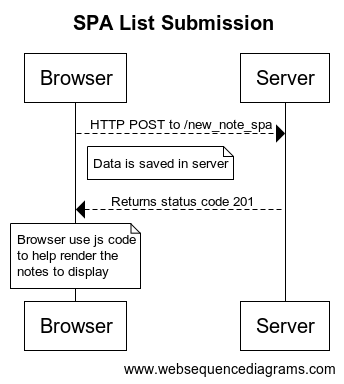 SPA List Submission
Browser
Server
HTTP POST to /new_note_spa
Data is saved in server
Returns status code 201
Browser use js code
to help render the
notes to display
Browser
Server
www.websequencediagrams.com